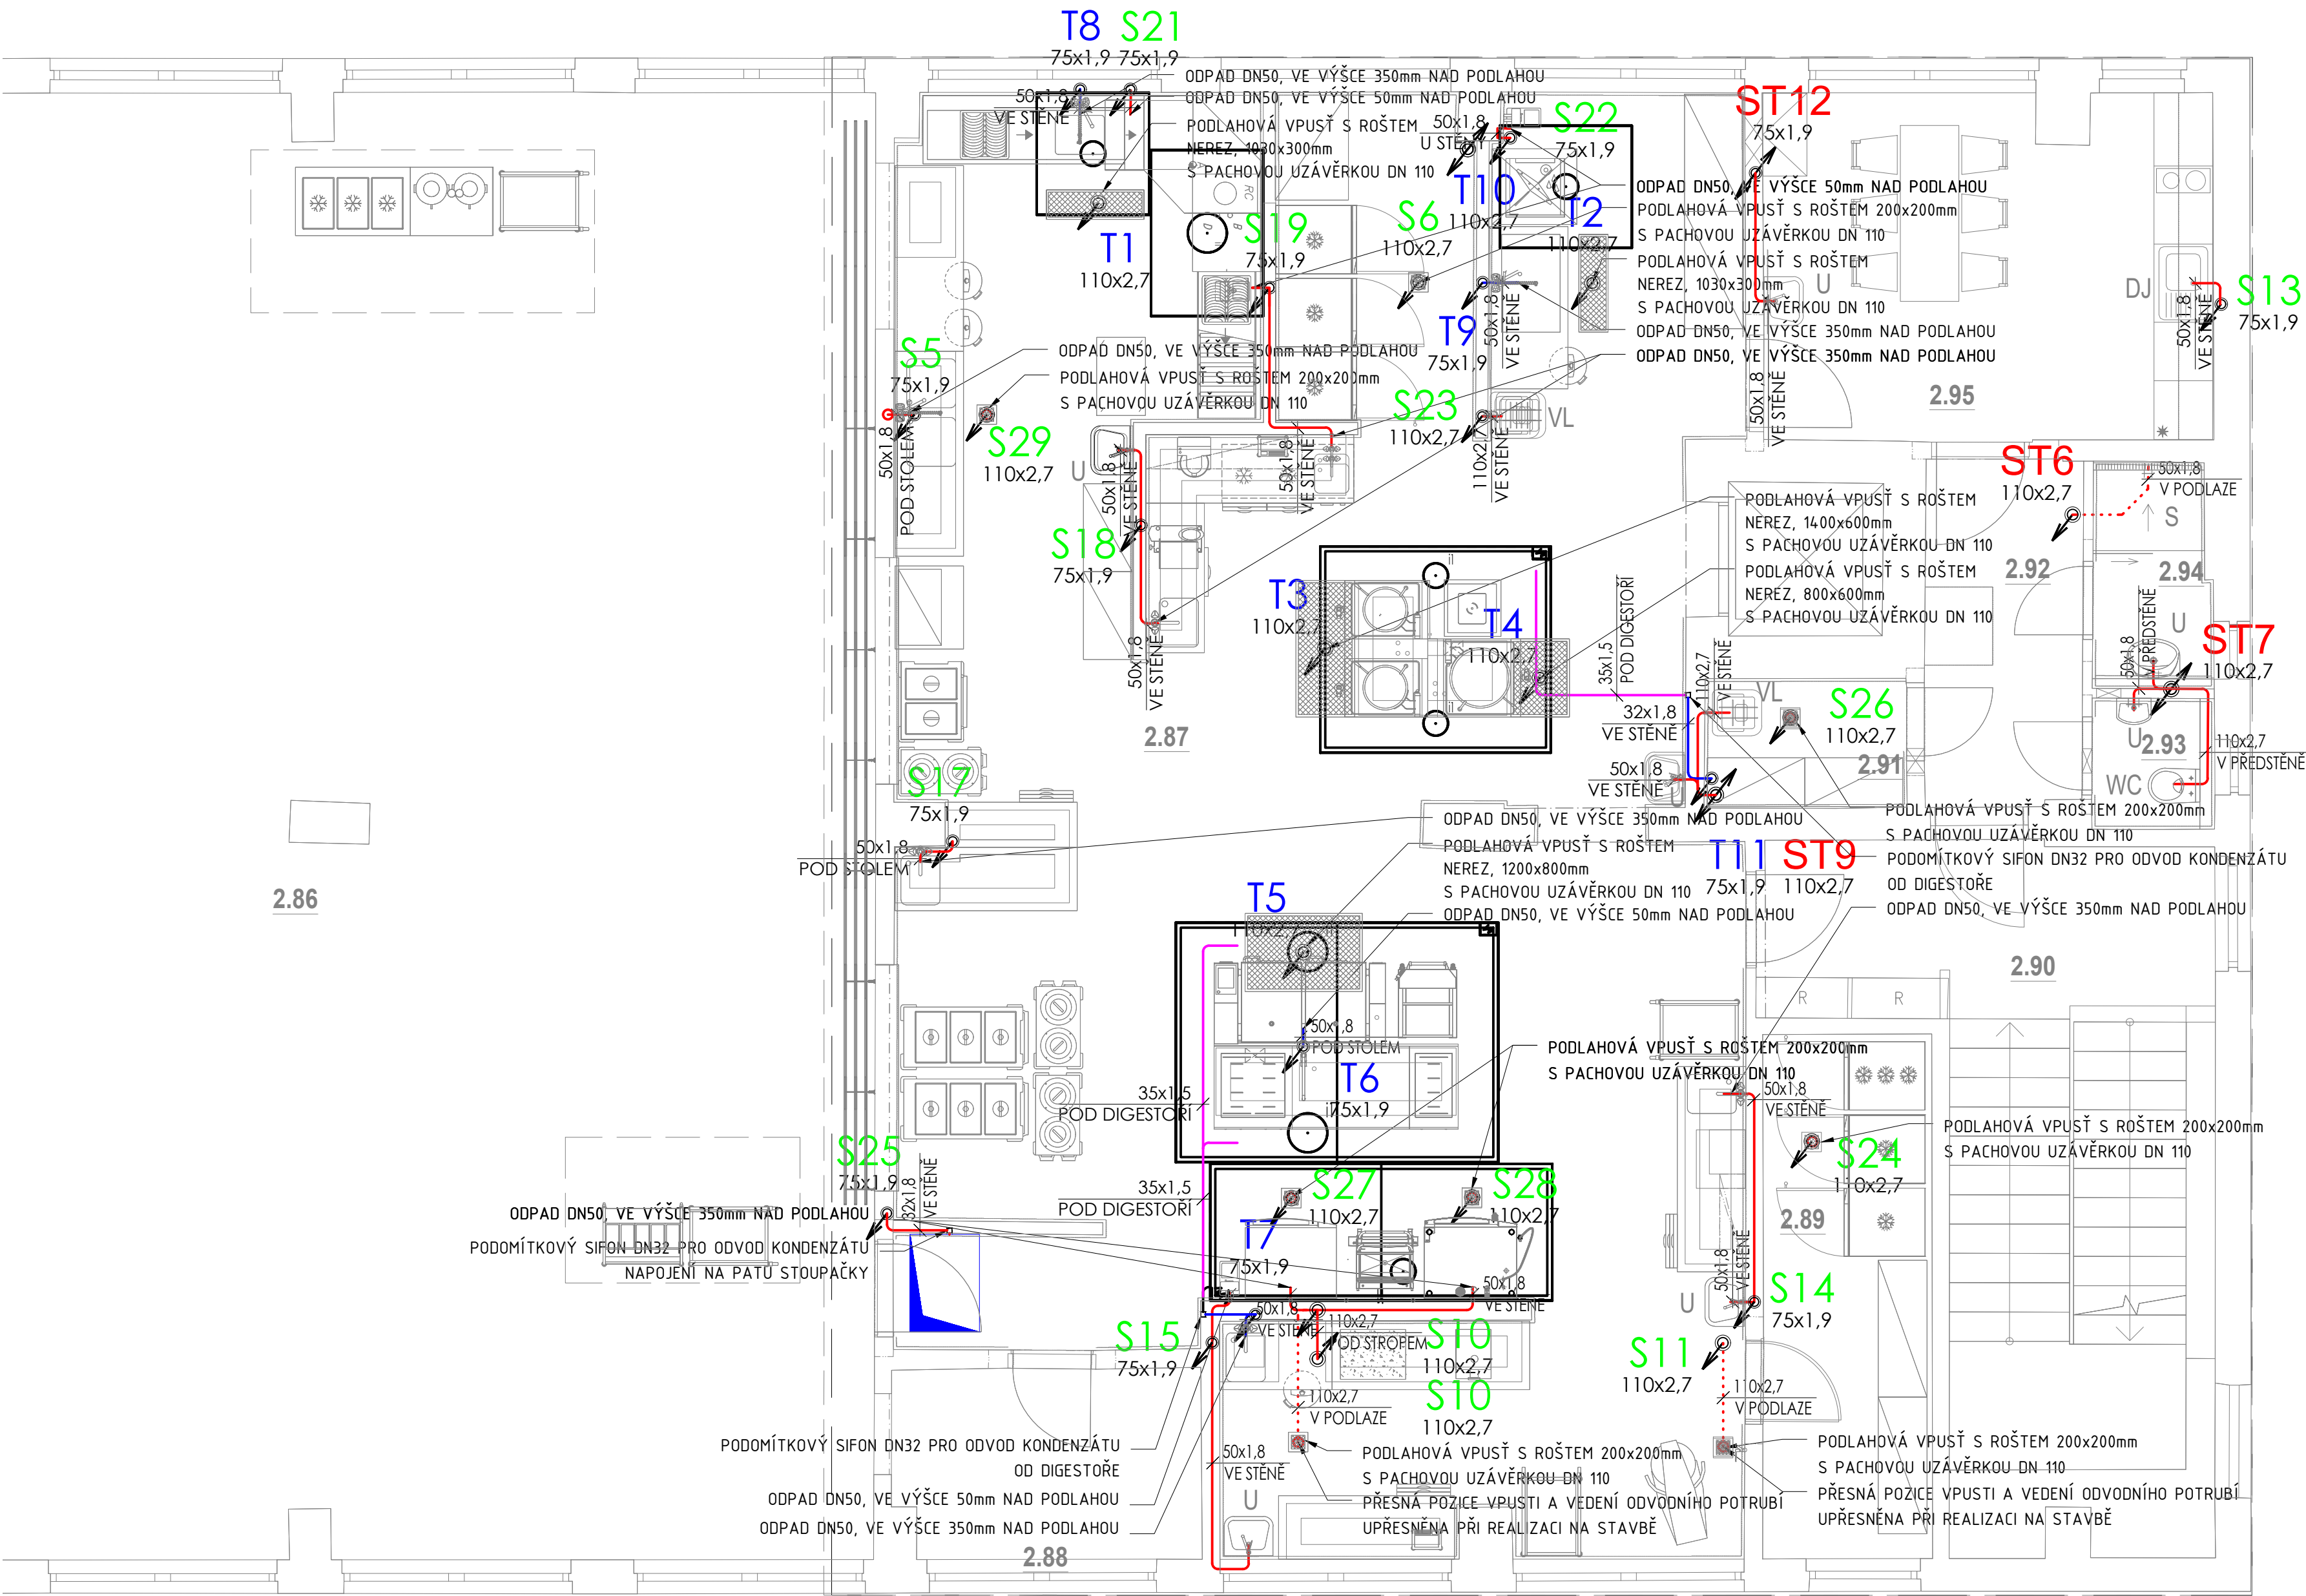 T8 S21
75x1,9 75x1,9
ODPAD DN50, VE VÝŠCE 350mm NAD PODLAHOU
50x1,8
VE STĚNĚ
ODPAD DN50, VE VÝŠCE 50mm NAD PODLAHOU
PODLAHOVÁ VPUSŤ S ROŠTEM
NEREZ, 1030x300mm
S PACHOVOU UZÁVĚRKOU DN 110
50x1,8
U STĚNY
S22
75x1,9
ST12
75x1,9
T10
110x2,7
T2
110x2,7
ODPAD DN50, VE VÝŠCE 50mm NAD PODLAHOU
PODLAHOVÁ VPUSŤ S ROŠTEM 200x200mm
S PACHOVOU UZÁVĚRKOU DN 110
PODLAHOVÁ VPUSŤ S ROŠTEM
NEREZ, 1030x300mm
S PACHOVOU UZÁVĚRKOU DN 110
ODPAD DN50, VE VÝŠCE 350mm NAD PODLAHOU
ODPAD DN50, VE VÝŠCE 350mm NAD PODLAHOU
T1
110x2,7
S19
75x1,9
S6
110x2,7
U
DJ
S13
75x1,9
50x1,8
VE STĚNĚ
T9
75x1,9
50x1,8
VE STĚNĚ
S5
75x1,9
ODPAD DN50, VE VÝŠCE 350mm NAD PODLAHOU
PODLAHOVÁ VPUSŤ S ROŠTEM 200x200mm
S PACHOVOU UZÁVĚRKOU DN 110
50x1,8
POD STOLEM
S29
110x2,7
S23
110x2,7
VL
110x2,7
VE STĚNĚ
50x1,8
VE STĚNĚ
2.95
U
50x1,8
VE STĚNĚ
50x1,8
VE STĚNĚ
S18
75x1,9
50x1,8
VE STĚNĚ
ST6
110x2,7
50x1,8
V PODLAZE
S
PODLAHOVÁ VPUSŤ S ROŠTEM
NEREZ, 1400x600mm
S PACHOVOU UZÁVĚRKOU DN 110
PODLAHOVÁ VPUSŤ S ROŠTEM
NEREZ, 800x600mm
S PACHOVOU UZÁVĚRKOU DN 110
2.92
2.94
T3
110x2,7
T4
110x2,7
35x1,5
POD DIGESTOŘÍ
110x2,7
VE STĚNĚ
U
50x1,8
V PŘEDSTĚNĚ
ST7
110x2,7
VL
S26
110x2,7
32x1,8
VE STĚNĚ
2.87
50x1,8
VE STĚNĚ
U
2.91
U
2.93
110x2,7
V PŘEDSTĚNĚ
WC
S17
75x1,9
50x1,8
POD STOLEM
ODPAD DN50, VE VÝŠCE 350mm NAD PODLAHOU
PODLAHOVÁ VPUSŤ S ROŠTEM
NEREZ, 1200x800mm
S PACHOVOU UZÁVĚRKOU DN 110
ODPAD DN50, VE VÝŠCE 50mm NAD PODLAHOU
PODLAHOVÁ VPUSŤ S ROŠTEM 200x200mm
S PACHOVOU UZÁVĚRKOU DN 110
PODOMÍTKOVÝ SIFON DN32 PRO ODVOD KONDENZÁTU
OD DIGESTOŘE
ODPAD DN50, VE VÝŠCE 350mm NAD PODLAHOU
T11 ST9
75x1,9 110x2,7
2.86
T5
110x2,7
2.90
R R
50x1,8
POD STOLEM
T6
75x1,9
PODLAHOVÁ VPUSŤ S ROŠTEM 200x200mm
S PACHOVOU UZÁVĚRKOU DN 110
35x1,5
POD DIGESTOŘÍ
50x1,8
VE STĚNĚ
PODLAHOVÁ VPUSŤ S ROŠTEM 200x200mm
S PACHOVOU UZÁVĚRKOU DN 110
S24
110x2,7
S25
75x1,9
32x1,8
VE STĚNĚ
35x1,5
POD DIGESTOŘÍ
S27
110x2,7
S28
110x2,7
2.89
ODPAD DN50, VE VÝŠCE 350mm NAD PODLAHOU
PODOMÍTKOVÝ SIFON DN32 PRO ODVOD KONDENZÁTU
NAPOJENÍ NA PATU STOUPAČKY
T7
75x1,9
50x1,8
VE STĚNĚ
50x1,8
VE STĚNĚ
U
S14
75x1,9
50x1,8
VE STĚNĚ
S15
75x1,9
110x2,7
POD STROPEM
S10
110x2,7
S10
110x2,7
S11
110x2,7
110x2,7
V PODLAZE
110x2,7
V PODLAZE
PODOMÍTKOVÝ SIFON DN32 PRO ODVOD KONDENZÁTU
OD DIGESTOŘE
ODPAD DN50, VE VÝŠCE 50mm NAD PODLAHOU
ODPAD DN50, VE VÝŠCE 350mm NAD PODLAHOU
50x1,8
VE STĚNĚ
U
PODLAHOVÁ VPUSŤ S ROŠTEM 200x200mm
S PACHOVOU UZÁVĚRKOU DN 110
PŘESNÁ POZICE VPUSTI A VEDENÍ ODVODNÍHO POTRUBÍ
UPŘESNĚNA PŘI REALIZACI NA STAVBĚ
PODLAHOVÁ VPUSŤ S ROŠTEM 200x200mm
S PACHOVOU UZÁVĚRKOU DN 110
PŘESNÁ POZICE VPUSTI A VEDENÍ ODVODNÍHO POTRUBÍ
UPŘESNĚNA PŘI REALIZACI NA STAVBĚ
2.88